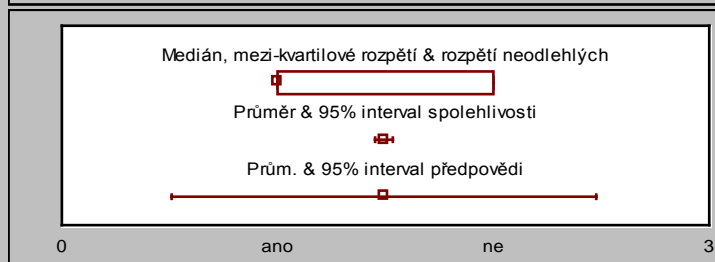 Medián, mezi-kvartilové rozpětí & rozpětí neodlehlých
Průměr & 95% interval spolehlivosti
Prům. & 95% interval předpovědi
0 ano ne 3